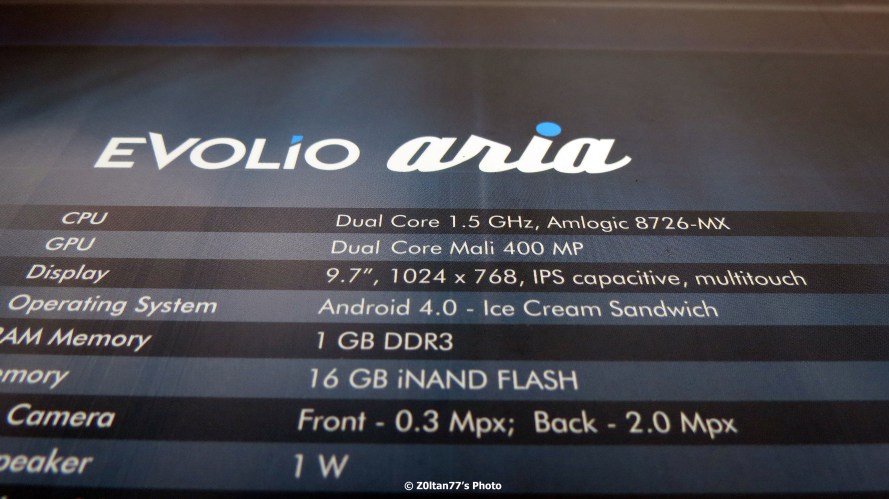 EVOLIO aria
CPU Dual Core 1.5 GHz, Amlogic 8726-MX
GPU Dual Core Mali 400 MP
Display 9.7”, 1024 x 768, IPS capacitive, multitouch
Operating System Android 4.0 - Ice Cream Sandwich
RAM Memory 1 GB DDR3
emory 16 GB iNAND FLASH
Camera Front - 0.3 Mpx; Back - 2.0 Mpx
peaker 1 W
© Z0ltan77's Photo